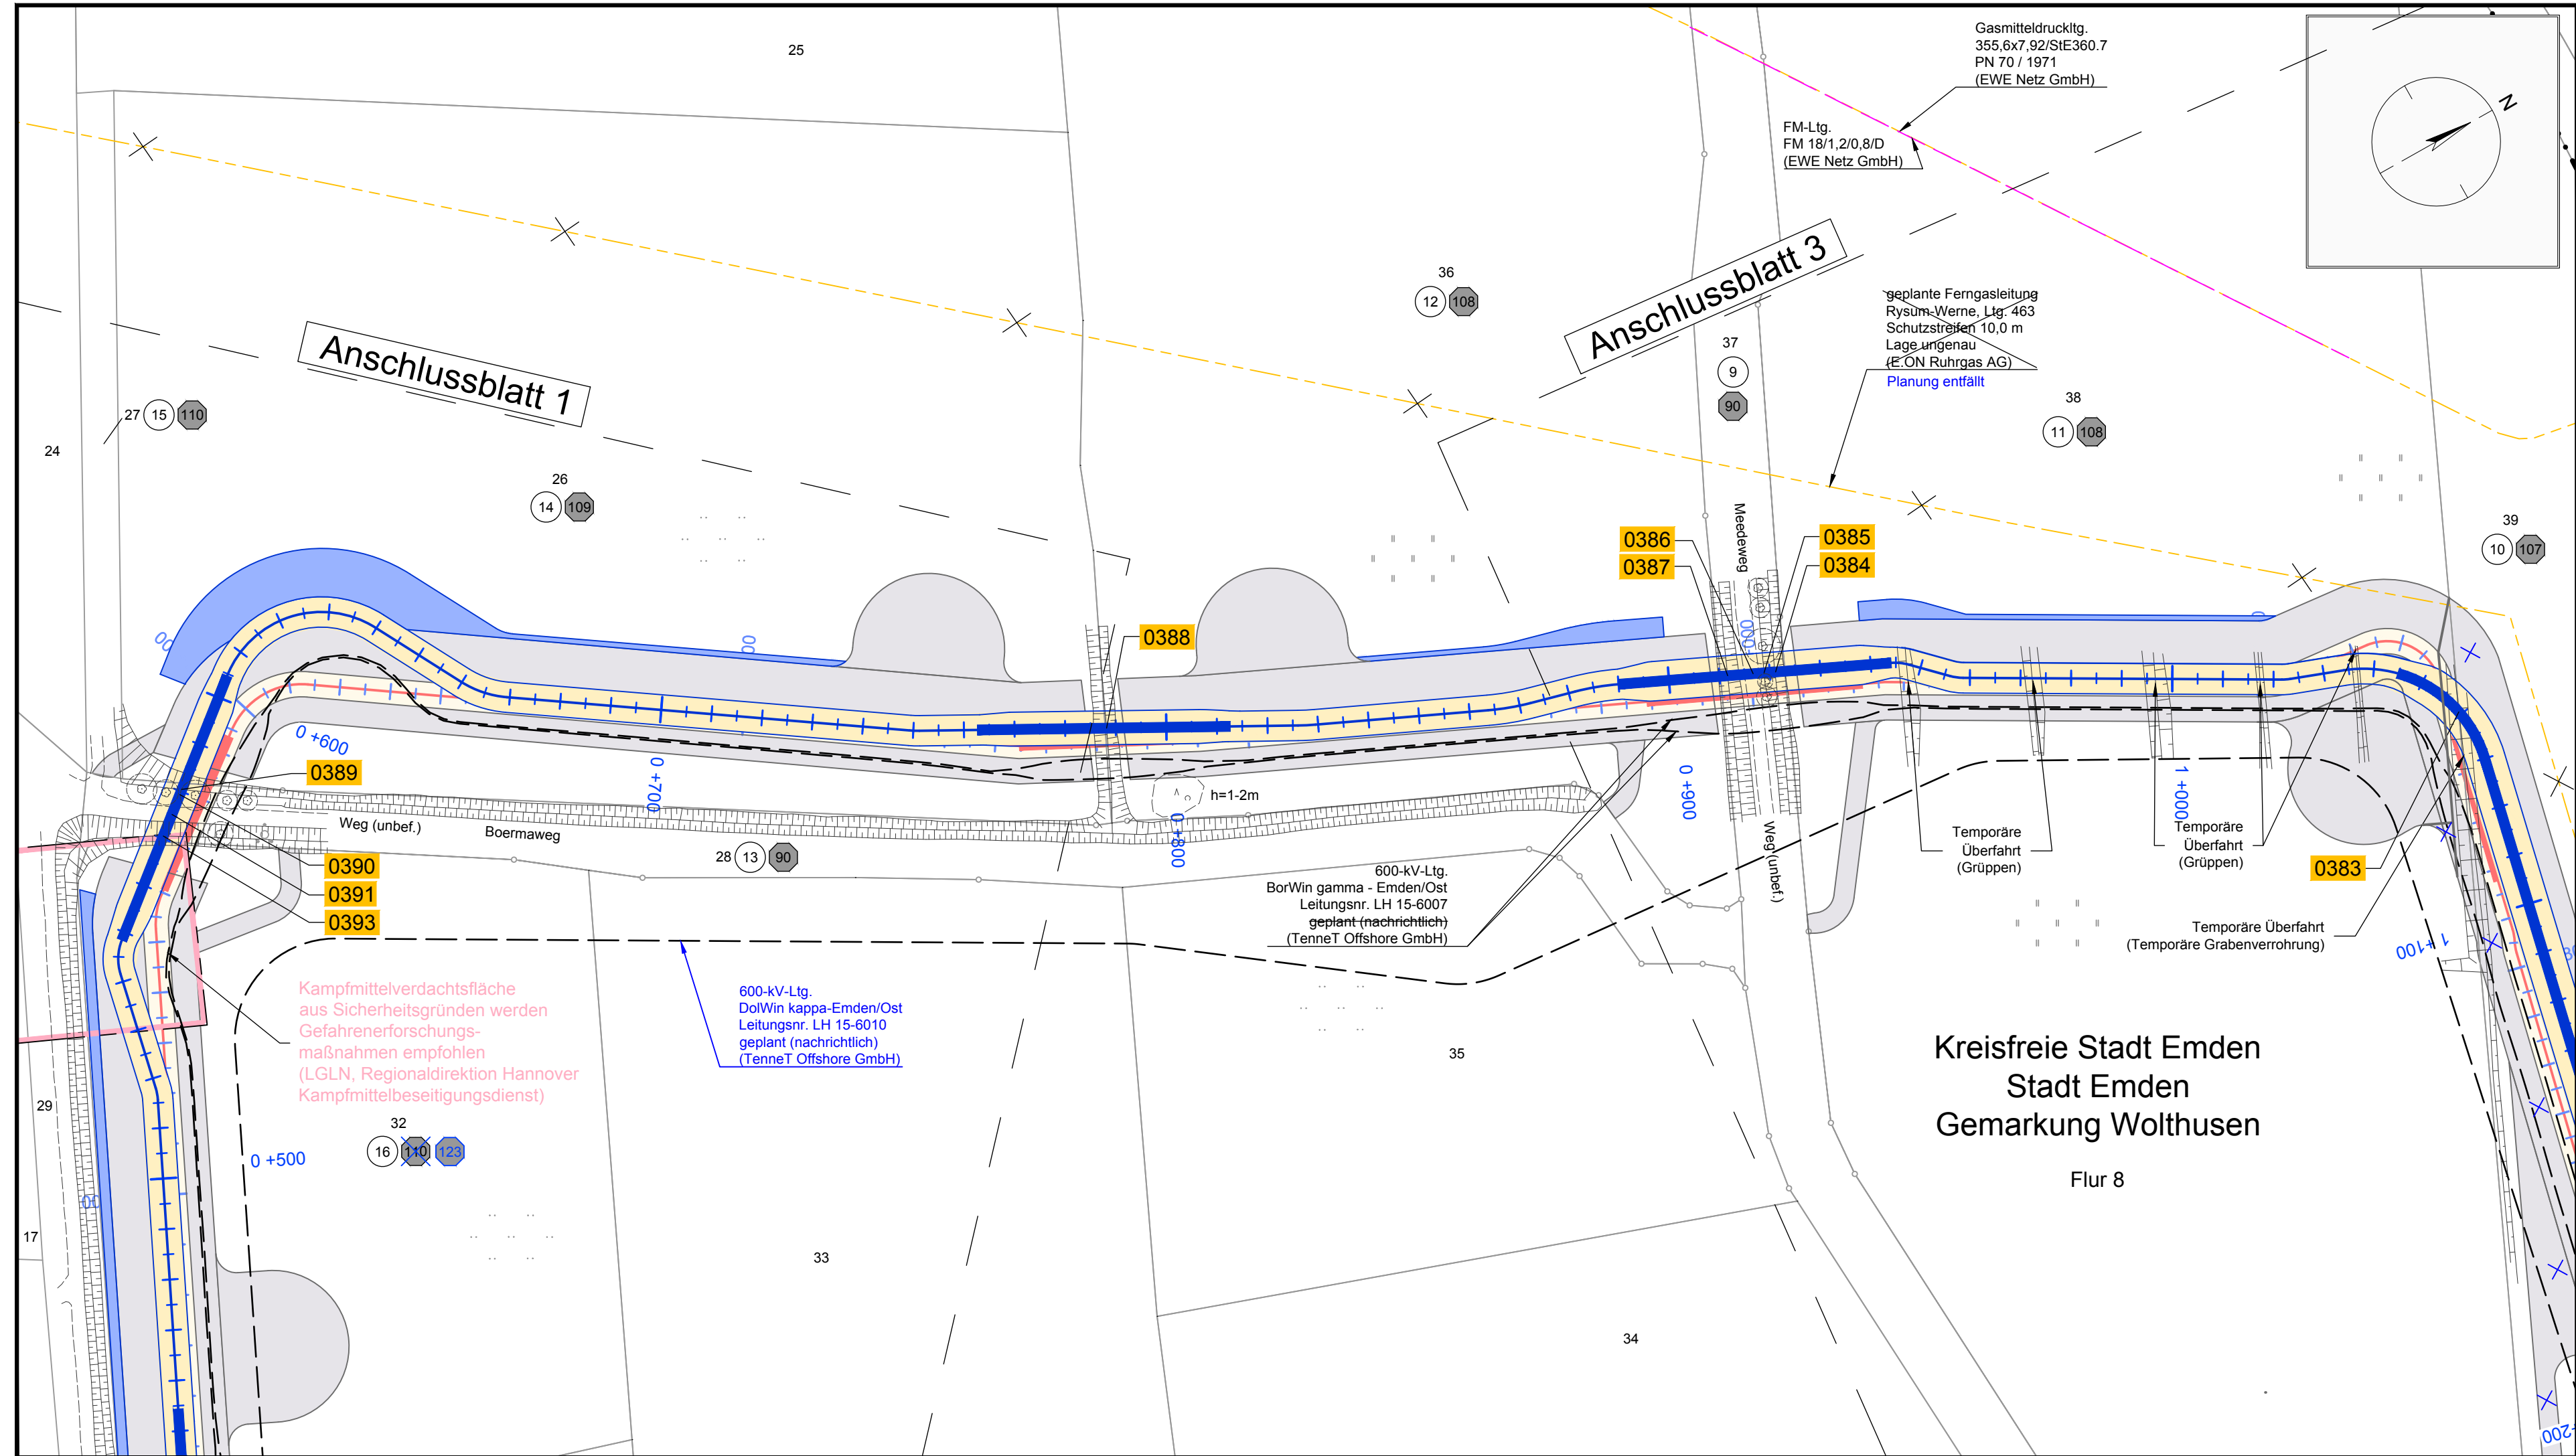 25
Gasmitteldruckltg.
355,6x7,92/StE360.7
PN 70 / 1971
(EWE Netz GmbH)
FM-Ltg.
FM 18/1,2/0,8/D
(EWE Netz GmbH)
N
Anschlussblatt 1
Anschlussblatt 3
36
12 108
37
9
90
geplante Ferngasleitung
Rysum-Werne, Ltg. 463
Schutzstreifen 10,0 m
Lage ungenau
(E.ON Ruhrgas AG)
Planung entfällt
38
11 108
27 15 110
24
26
14 109
39
10 107
Meedeweg
0386
0387
0385
0384
0388
0 +600
0389
0 +700
0 +800
h=1-2m
0 +900
1 +000
Weg (unbef.)
Boermaweg
Weg (unbef.)
28 13 90
0390
0391
0393
Temporäre
Überfahrt
(Grüppen)
Temporäre
Überfahrt
(Grüppen)
0383
600-kV-Ltg.
BorWin gamma - Emden/Ost
Leitungsnr. LH 15-6007
geplant (nachrichtlich)
(TenneT Offshore GmbH)
Temporäre Überfahrt
(Temporäre Grabenverrohrung)
1 +100
Kampfmittelverdachtsfläche
aus Sicherheitsgründen werden
Gefahrenerforschungs-
maßnahmen empfohlen
(LGLN, Regionaldirektion Hannover
Kampfmittelbeseitigungsdienst)
600-kV-Ltg.
DolWin kappa-Emden/Ost
Leitungsnr. LH 15-6010
geplant (nachrichtlich)
(TenneT Offshore GmbH)
35
Kreisfreie Stadt Emden
Stadt Emden
Gemarkung Wolthusen
Flur 8
29
32
16 110 123
0 +500
17
33
34